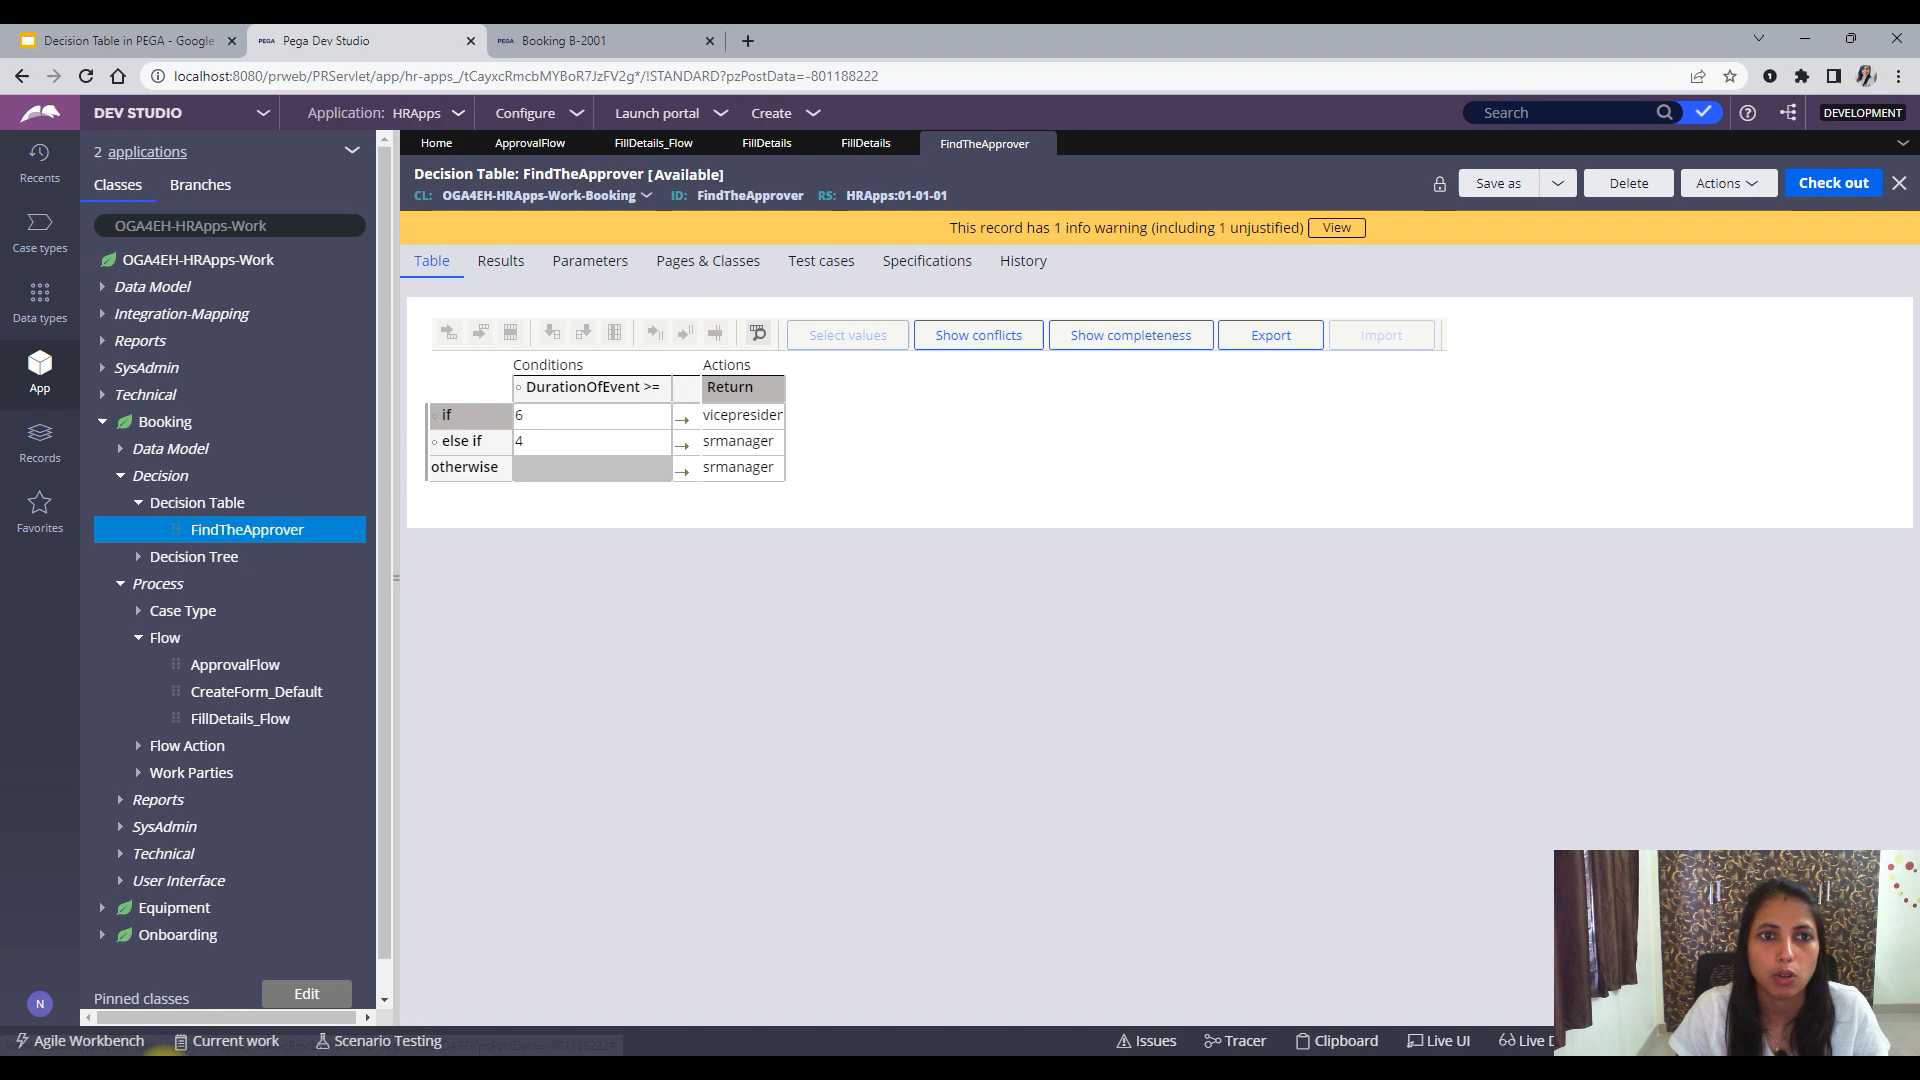 Decision Table in PEGA - Google
PEGA Pega Dev Studio
PEGA Booking B-2001
localhost:8080/prweb/PRServlet/app/hr-apps_/tCayxcRmcbMYBoR7JzFV2g*/!STANDARD?pzPostData=-801188222
DEV STUDIO
Application: HRApps
Configure
Launch portal
Create
Search
DEVELOPMENT
Recents
Case types
Data types
App
Records
Favorites
N
2 applications
Classes
Branches
OGA4EH-HRApps-Work
OGA4EH-HRApps-Work
Data Model
Integration-Mapping
Reports
SysAdmin
Technical
Booking
Data Model
Decision
Decision Table
FindTheApprover
Decision Tree
Process
Case Type
Flow
ApprovalFlow
CreateForm_Default
FillDetails_Flow
Flow Action
Work Parties
Reports
SysAdmin
Technical
User Interface
Equipment
Onboarding
Pinned classes
Edit
Home
ApprovalFlow
FillDetails_Flow
FillDetails
FillDetails
FindTheApprover
Decision Table: FindTheApprover [Available]
CL: OGA4EH-HRApps-Work-Booking ID: FindTheApprover RS: HRApps:01-01-01
Save as
Delete
Actions
Check out
This record has 1 info warning (including 1 unjustified) View
Table
Results
Parameters
Pages & Classes
Test cases
Specifications
History
Select values
Show conflicts
Show completeness
Export
Import
Conditions Actions
DurationOfEvent >= Return
if 6 → vicepresider
else if 4 → srmanager
otherwise → srmanager
Agile Workbench
Current work
Scenario Testing
Issues
Tracer
Clipboard
Live UI
Live D